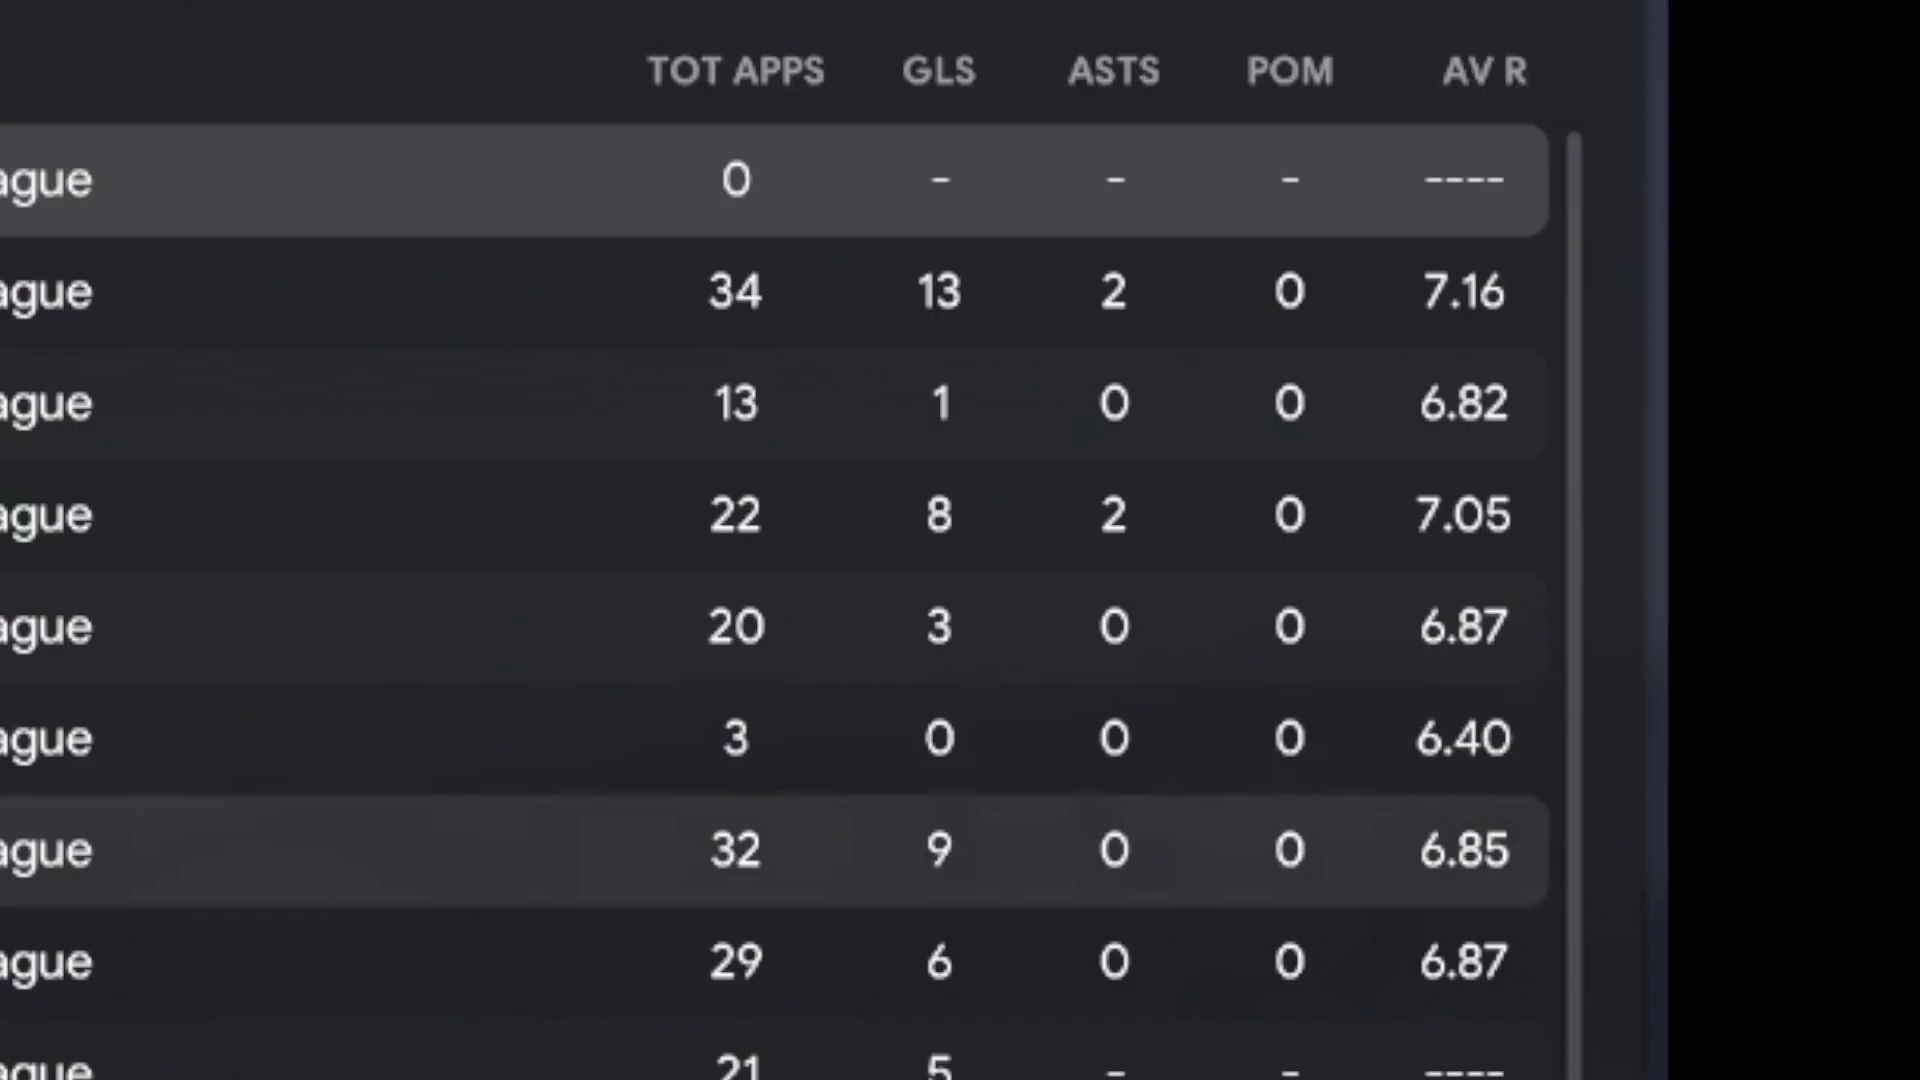 TOT APPS GLS ASTS POM AV R
ague 0 - - - ----
ague 34 13 2 0 7.16
ague 13 1 0 0 6.82
ague 22 8 2 0 7.05
ague 20 3 0 0 6.87
ague 3 0 0 0 6.40
ague 32 9 0 0 6.85
ague 29 6 0 0 6.87
ague 21 5 - - ----